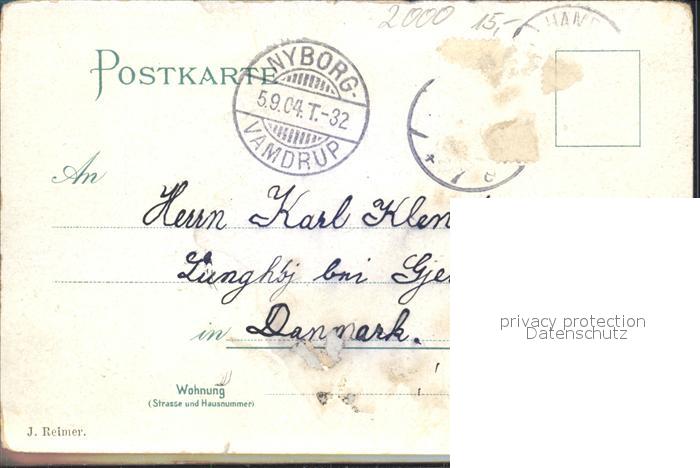 2000 15,-
HAM
POSTKARTE
NYBORG-
5.9.04.T.-32
VAMDRUP
An
Herrn Karl Klen
Lunghöj bei Gje
in Danmark.
privacy protection
Datenschutz
Wohnung
(Strasse und Hausnummer)
J. Reimer.